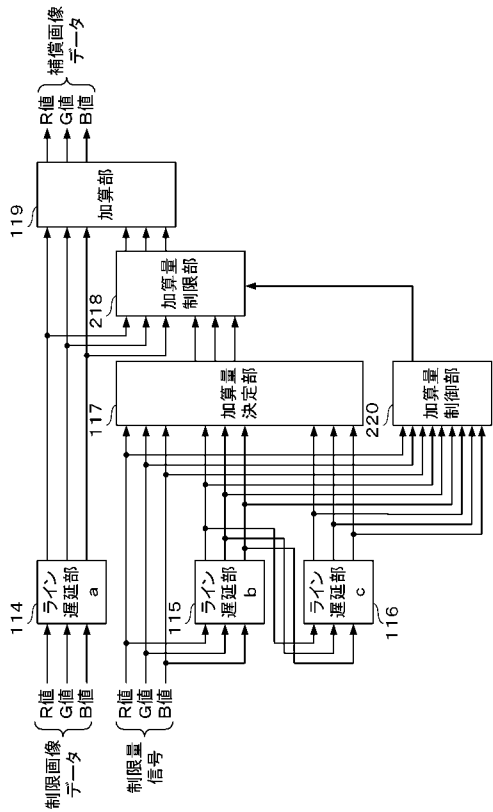 制限画像
データ
R値
G値
B値
制限量
信号
R値
G値
B値
114
ライン
遅延部
a
115
ライン
遅延部
b
ライン
遅延部
c
116
117
加算量
決定部
218
加算量
制限部
220
加算量
制御部
119
加算部
R値
G値
B値
補償画像
データ